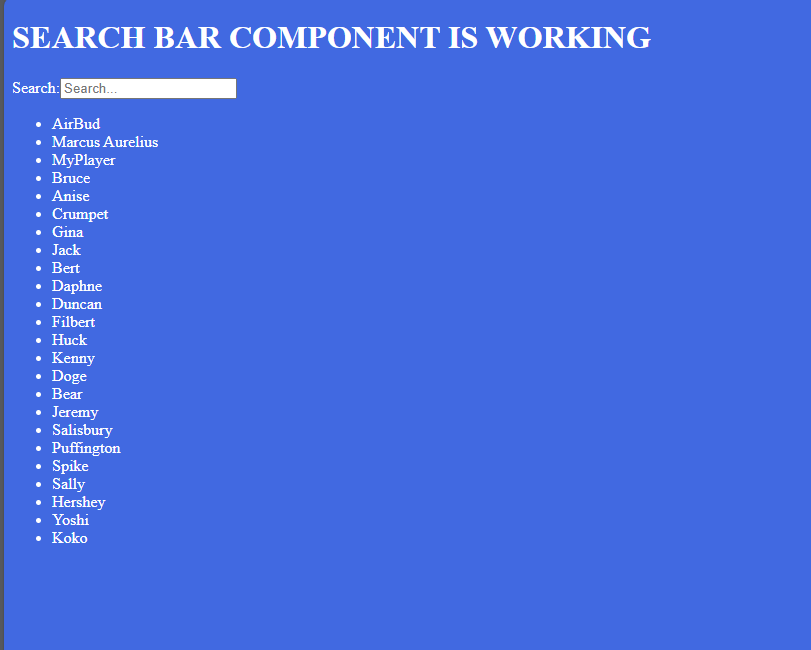 SEARCH BAR COMPONENT IS WORKING
Search: Search...
AirBud
Marcus Aurelius
MyPlayer
Bruce
Anise
Crumpet
Gina
Jack
Bert
Daphne
Duncan
Filbert
Huck
Kenny
Doge
Bear
Jeremy
Salisbury
Puffington
Spike
Sally
Hershey
Yoshi
Koko